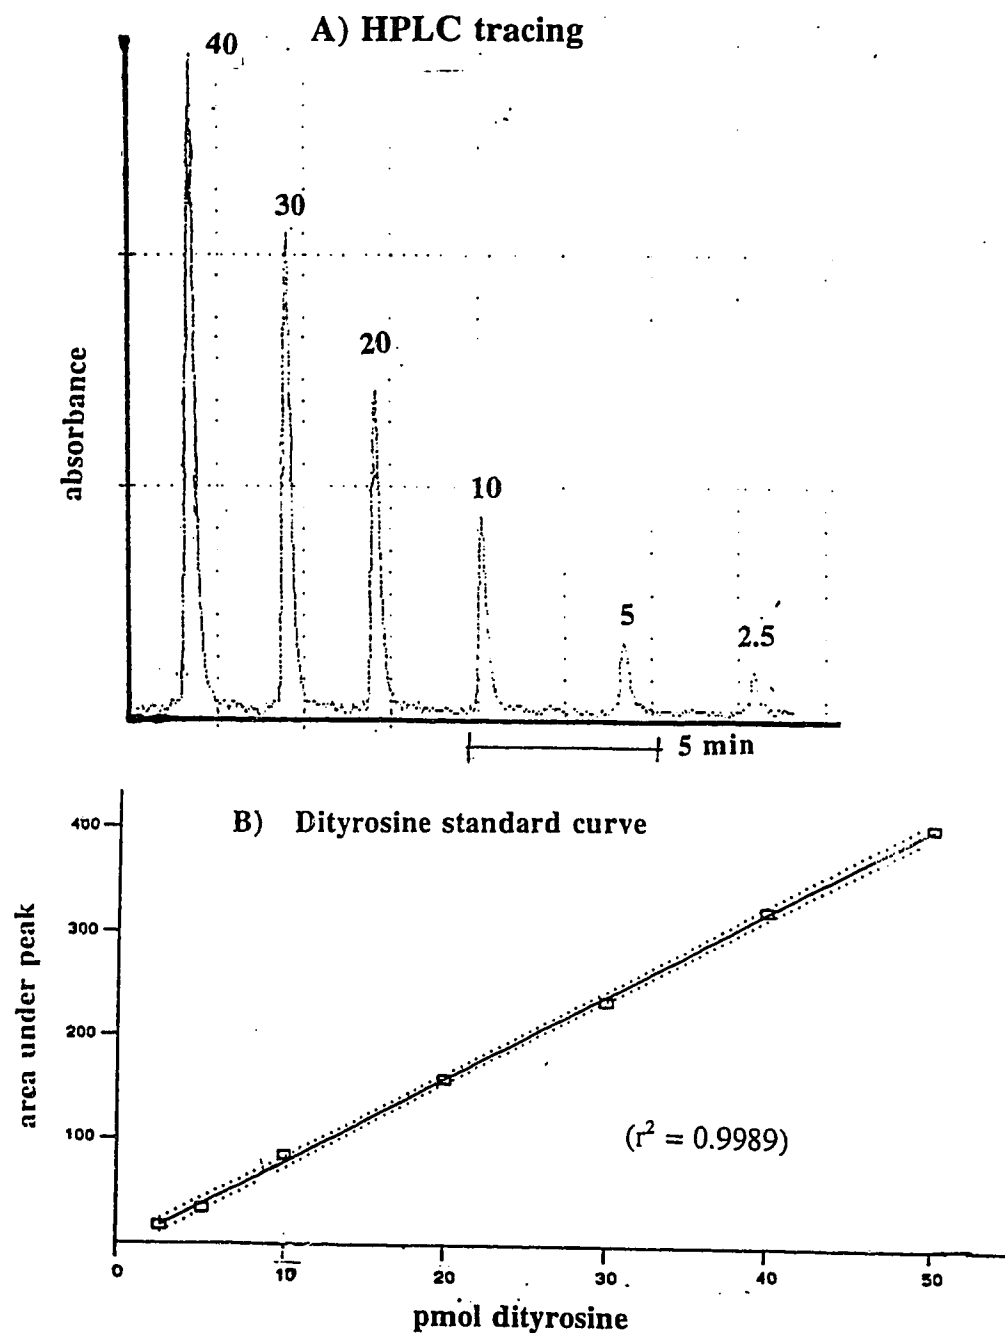 A) HPLC tracing
40
30
20
10
5
2.5
absorbance
5 min
B) Dityrosine standard curve
400
300
200
100
area under peak
(r² = 0.9989)
0 10 20 30 40 50
pmol dityrosine